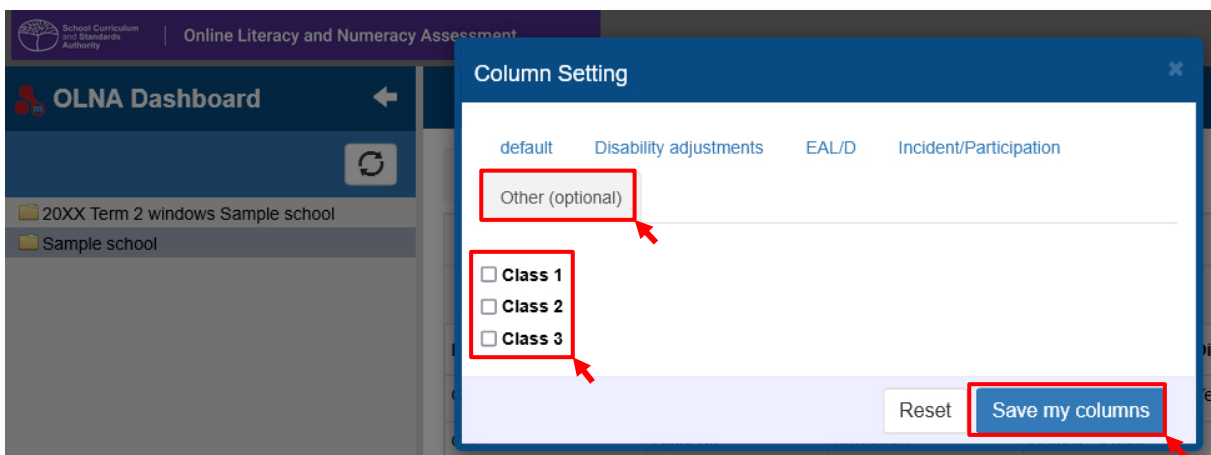 School Curriculum
and Standards
Authority
Online Literacy and Numeracy Assessment
OLNA Dashboard
20XX Term 2 windows Sample school
Sample school
Column Setting
default Disability adjustments EAL/D Incident/Participation
Other (optional)
Class 1
Class 2
Class 3
Reset Save my columns